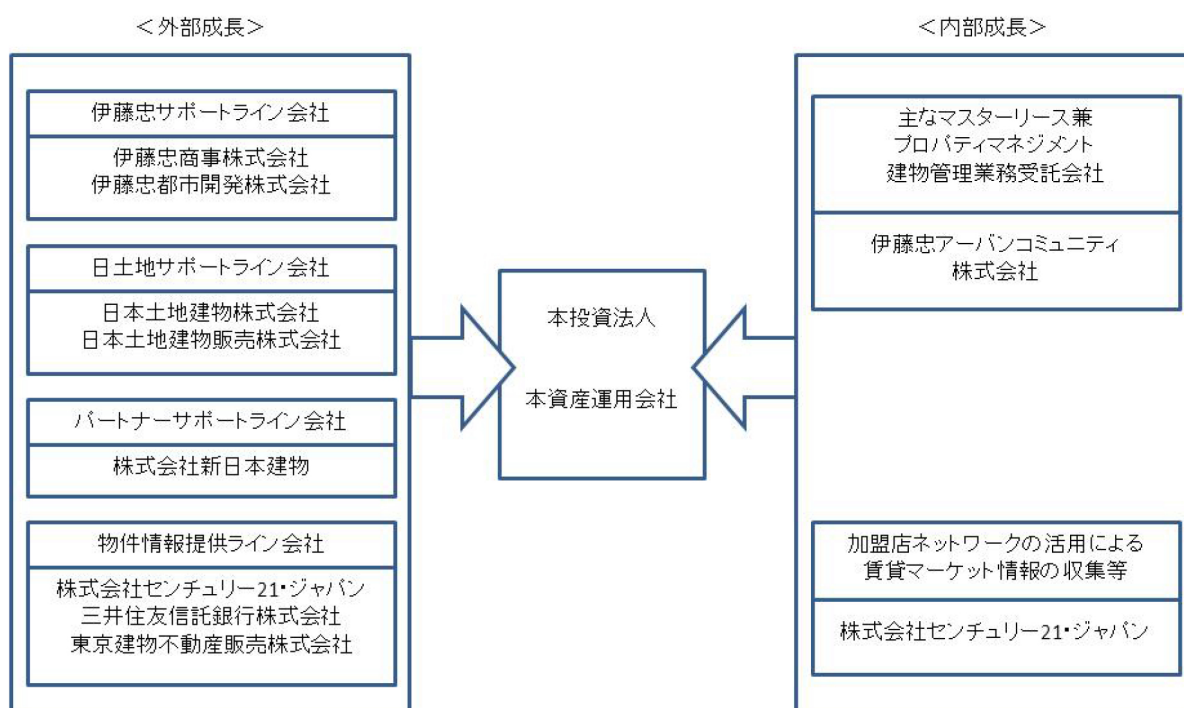 ＜外部成長＞
伊藤忠サポートライン会社
伊藤忠商事株式会社
伊藤忠都市開発株式会社
日土地サポートライン会社
日本土地建物株式会社
日本土地建物販売株式会社
パートナーサポートライン会社
株式会社新日本建物
物件情報提供ライン会社
株式会社センチュリー21・ジャパン
三井住友信託銀行株式会社
東京建物不動産販売株式会社
本投資法人
本資産運用会社
＜内部成長＞
主なマスターリース兼
プロパティマネジメント
建物管理業務受託会社
伊藤忠アーバンコミュニティ
株式会社
加盟店ネットワークの活用による
賃貸マーケット情報の収集等
株式会社センチュリー21・ジャパン